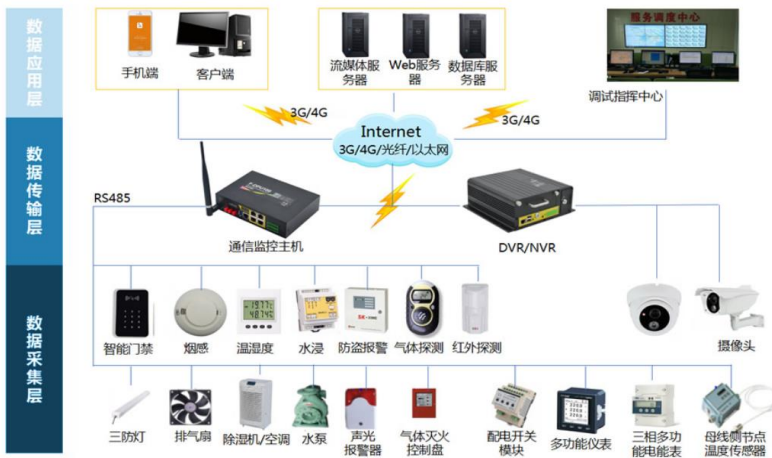 数据应用层
手机端
客户端
流媒体服务器
Web服务器
数据库服务器
服务调度中心
调试指挥中心
3G/4G
3G/4G
Internet
3G/4G/光纤/以太网
数据传输层
RS485
通信监控主机
DVR/NVR
数据采集层
-19.77
48.74%
智能门禁
烟感
温湿度
水浸
防盗报警
气体探测
红外探测
摄像头
三防灯
排气扇
除湿机/空调
水泵
声光
报警器
气体灭火
控制盘
配电开关
模块
多功能仪表
三相多功
能电能表
母线侧节点
温度传感器